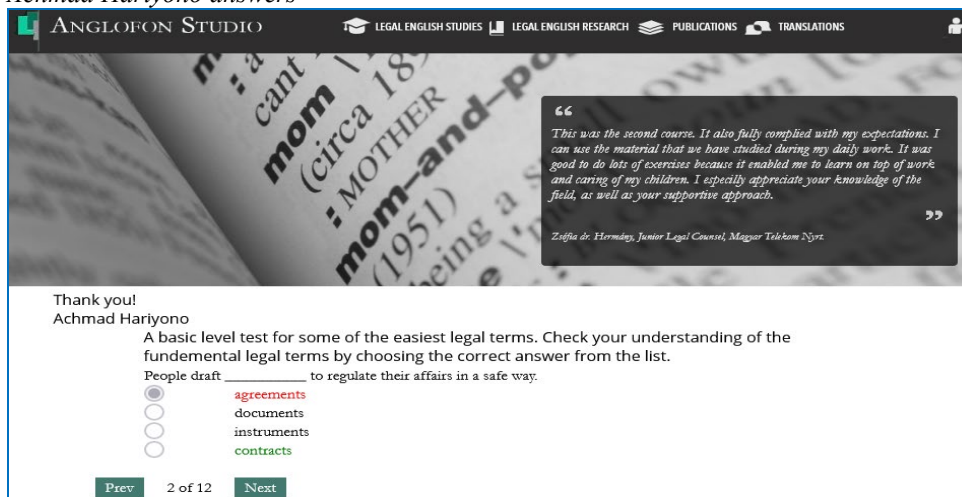 Achmad Hariyono answers
ANGLOFON STUDIO
LEGAL ENGLISH STUDIES
LEGAL ENGLISH RESEARCH
PUBLICATIONS
TRANSLATIONS
cant
mom
(circa 189
: MOTHER
mom-and-pop
(1951)
being a
“
This was the second course. It also fully complied with my expectations. I
can use the material that we have studied during my daily work. It was
good to do lots of exercises because it enabled me to learn on top of work
and caring of my children. I especilly appreciate your knowledge of the
field, as well as your supportive approach.
”
Zsófia dr. Hermány, Junior Legal Counsel, Magyar Telekom Nyrt.
Thank you!
Achmad Hariyono
A basic level test for some of the easiest legal terms. Check your understanding of the
fundemental legal terms by choosing the correct answer from the list.
People draft ____________ to regulate their affairs in a safe way.
agreements
documents
instruments
contracts
Prev 2 of 12 Next